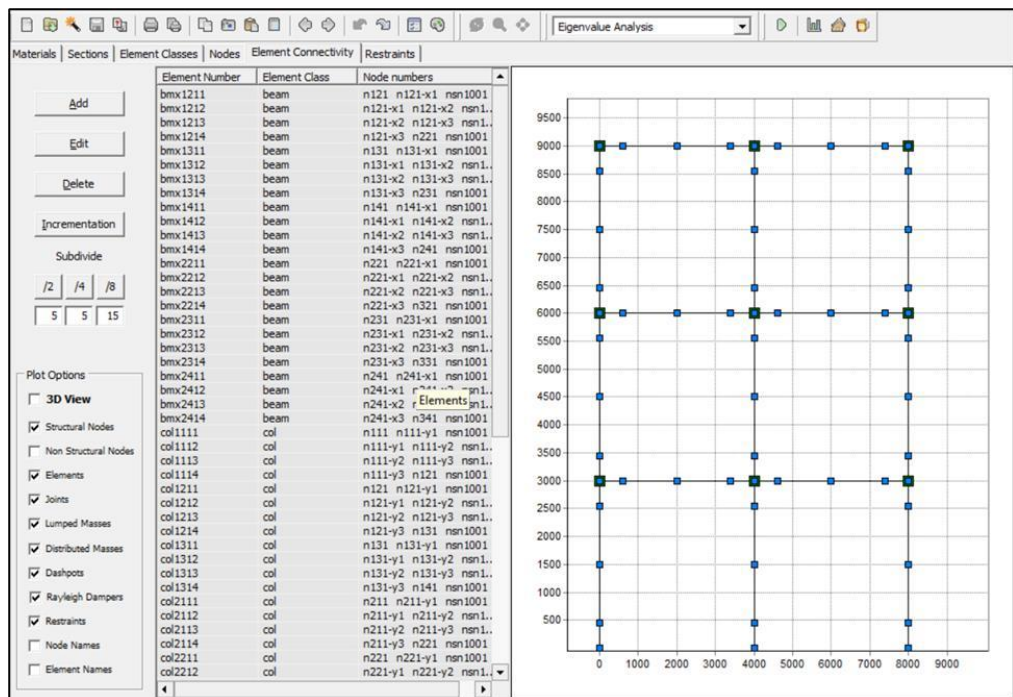 Eigenvalue Analysis
Materials Sections Element Classes Nodes Element Connectivity Restraints
Add
Edit
Delete
Incrementation
Subdivide
/2 /4 /8
5 5 15
Plot Options
3D View
Structural Nodes
Non Structural Nodes
Elements
Joints
Lumped Masses
Distributed Masses
Dashpots
Rayleigh Dampers
Restraints
Node Names
Element Names
Element Number Element Class Node numbers
bmx1211 beam n121 n121-x1 nsn1001
bmx1212 beam n121-x1 n121-x2 nsn1..
bmx1213 beam n121-x2 n121-x3 nsn1..
bmx1214 beam n121-x3 n221 nsn1001
bmx1311 beam n131 n131-x1 nsn1001
bmx1312 beam n131-x1 n131-x2 nsn1..
bmx1313 beam n131-x2 n131-x3 nsn1..
bmx1314 beam n131-x3 n231 nsn1001
bmx1411 beam n141 n141-x1 nsn1001
bmx1412 beam n141-x1 n141-x2 nsn1..
bmx1413 beam n141-x2 n141-x3 nsn1..
bmx1414 beam n141-x3 n241 nsn1001
bmx2211 beam n221 n221-x1 nsn1001
bmx2212 beam n221-x1 n221-x2 nsn1..
bmx2213 beam n221-x2 n221-x3 nsn1..
bmx2214 beam n221-x3 n321 nsn1001
bmx2311 beam n231 n231-x1 nsn1001
bmx2312 beam n231-x1 n231-x2 nsn1..
bmx2313 beam n231-x2 n231-x3 nsn1..
bmx2314 beam n231-x3 n331 nsn1001
bmx2411 beam n241 n241-x1 nsn1001
bmx2412 beam n241-x1 nsn1..
bmx2413 beam n241-x2 nsn1..
Elements
bmx2414 beam n241-x3 n341 nsn1001
col1111 col n111 n111-y1 nsn1001
col1112 col n111-y1 n111-y2 nsn1..
col1113 col n111-y2 n111-y3 nsn1..
col1114 col n111-y3 n121 nsn1001
col1211 col n121 n121-y1 nsn1001
col1212 col n121-y1 n121-y2 nsn1..
col1213 col n121-y2 n121-y3 nsn1..
col1214 col n121-y3 n131 nsn1001
col1311 col n131 n131-y1 nsn1001
col1312 col n131-y1 n131-y2 nsn1..
col1313 col n131-y2 n131-y3 nsn1..
col1314 col n131-y3 n141 nsn1001
col2111 col n211 n211-y1 nsn1001
col2112 col n211-y1 n211-y2 nsn1..
col2113 col n211-y2 n211-y3 nsn1..
col2114 col n211-y3 n221 nsn1001
col2211 col n221 n221-y1 nsn1001
col2212 col n221-y1 n221-y2 nsn1..
9500
9000
8500
8000
7500
7000
6500
6000
5500
5000
4500
4000
3500
3000
2500
2000
1500
1000
500
0 1000 2000 3000 4000 5000 6000 7000 8000 9000